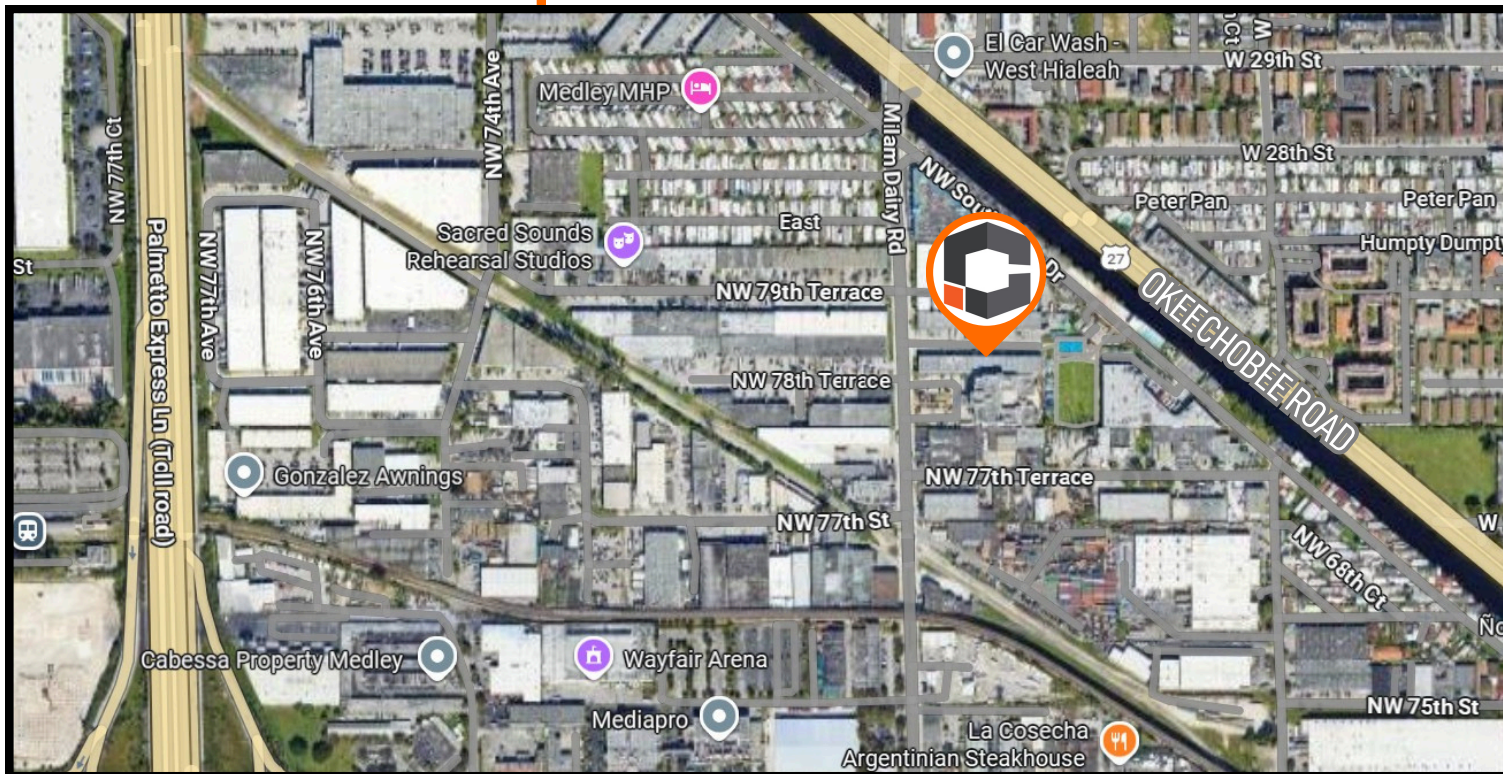 El Car Wash -
West Hialeah
W 29th St
Medley MHP
NW 74th Ave
NW 77th Ct
Milam Dairy Rd
W 28th St
Peter Pan
Peter Pan
East
Sacred Sounds
Rehearsal Studios
Humpty Dumpty
St
Palmetto Express Ln (Toll road)
NW 77th Ave
NW 76th Ave
Dr
27
NW 79th Terrace
OKEECHOBEE ROAD
NW 78th Terrace
Gonzalez Awnings
NW 77th Terrace
NW 77th St
W
NW 68th Ct
Cabessa Property Medley
Wayfair Arena
Mediapro
NW 75th St
La Cosecha
Argentinian Steakhouse